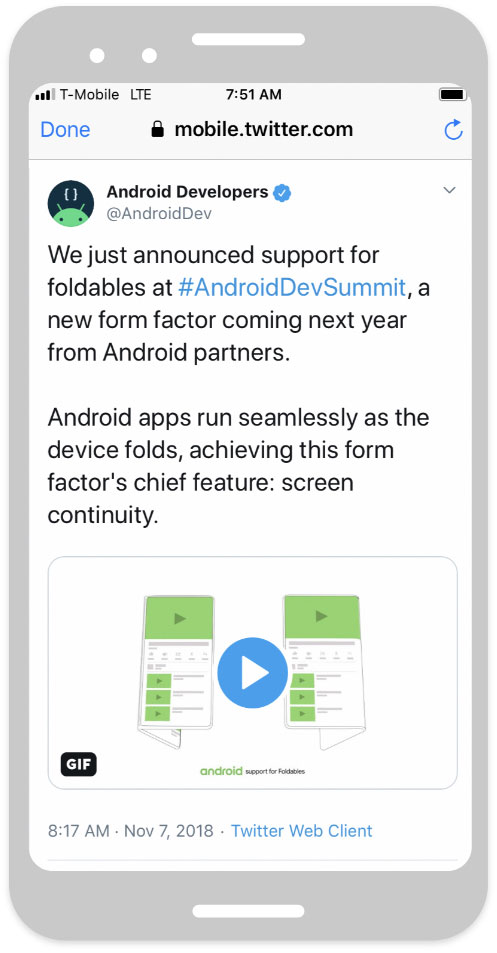 T-Mobile LTE 7:51 AM
Done mobile.twitter.com
Android Developers
@AndroidDev
We just announced support for
foldables at #AndroidDevSummit, a
new form factor coming next year
from Android partners.
Android apps run seamlessly as the
device folds, achieving this form
factor's chief feature: screen
continuity.
GIF
android support for Foldables
8:17 AM · Nov 7, 2018 · Twitter Web Client